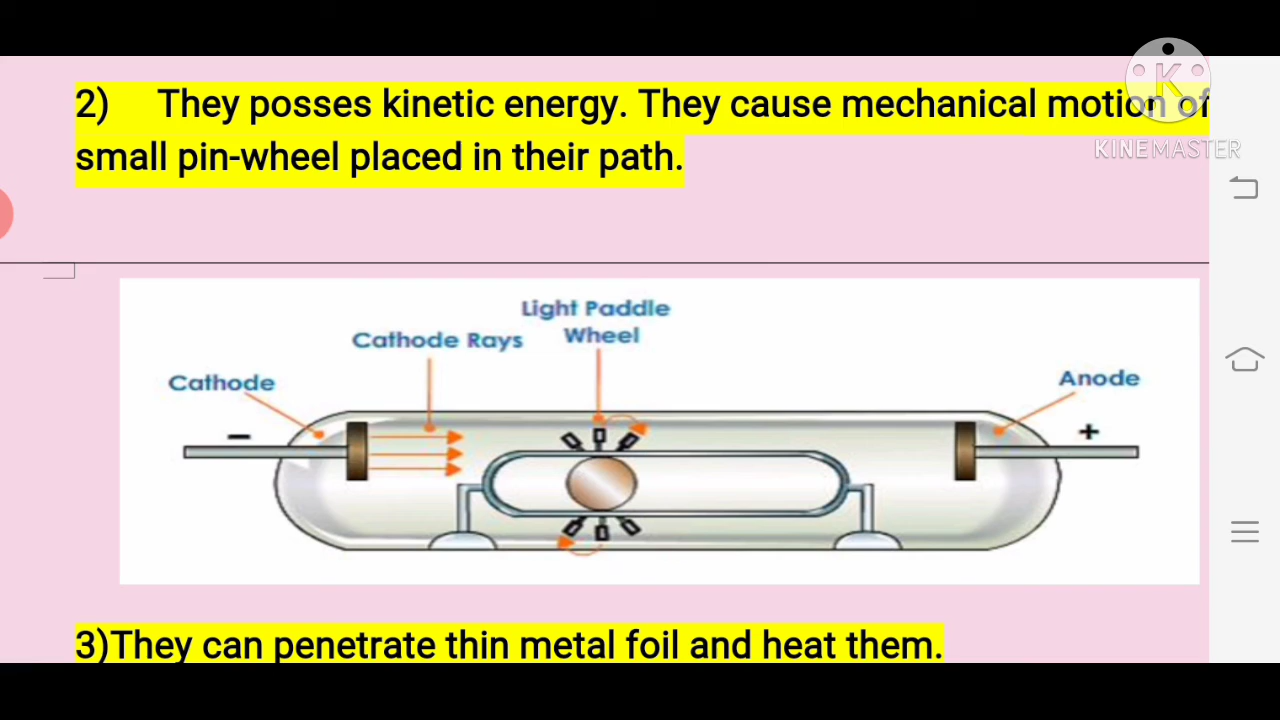 2) They posses kinetic energy. They cause mechanical motion of
small pin-wheel placed in their path.
K
KINEMASTER
Light Paddle
Wheel
Cathode Rays
Cathode
Anode
–
+
3)They can penetrate thin metal foil and heat them.